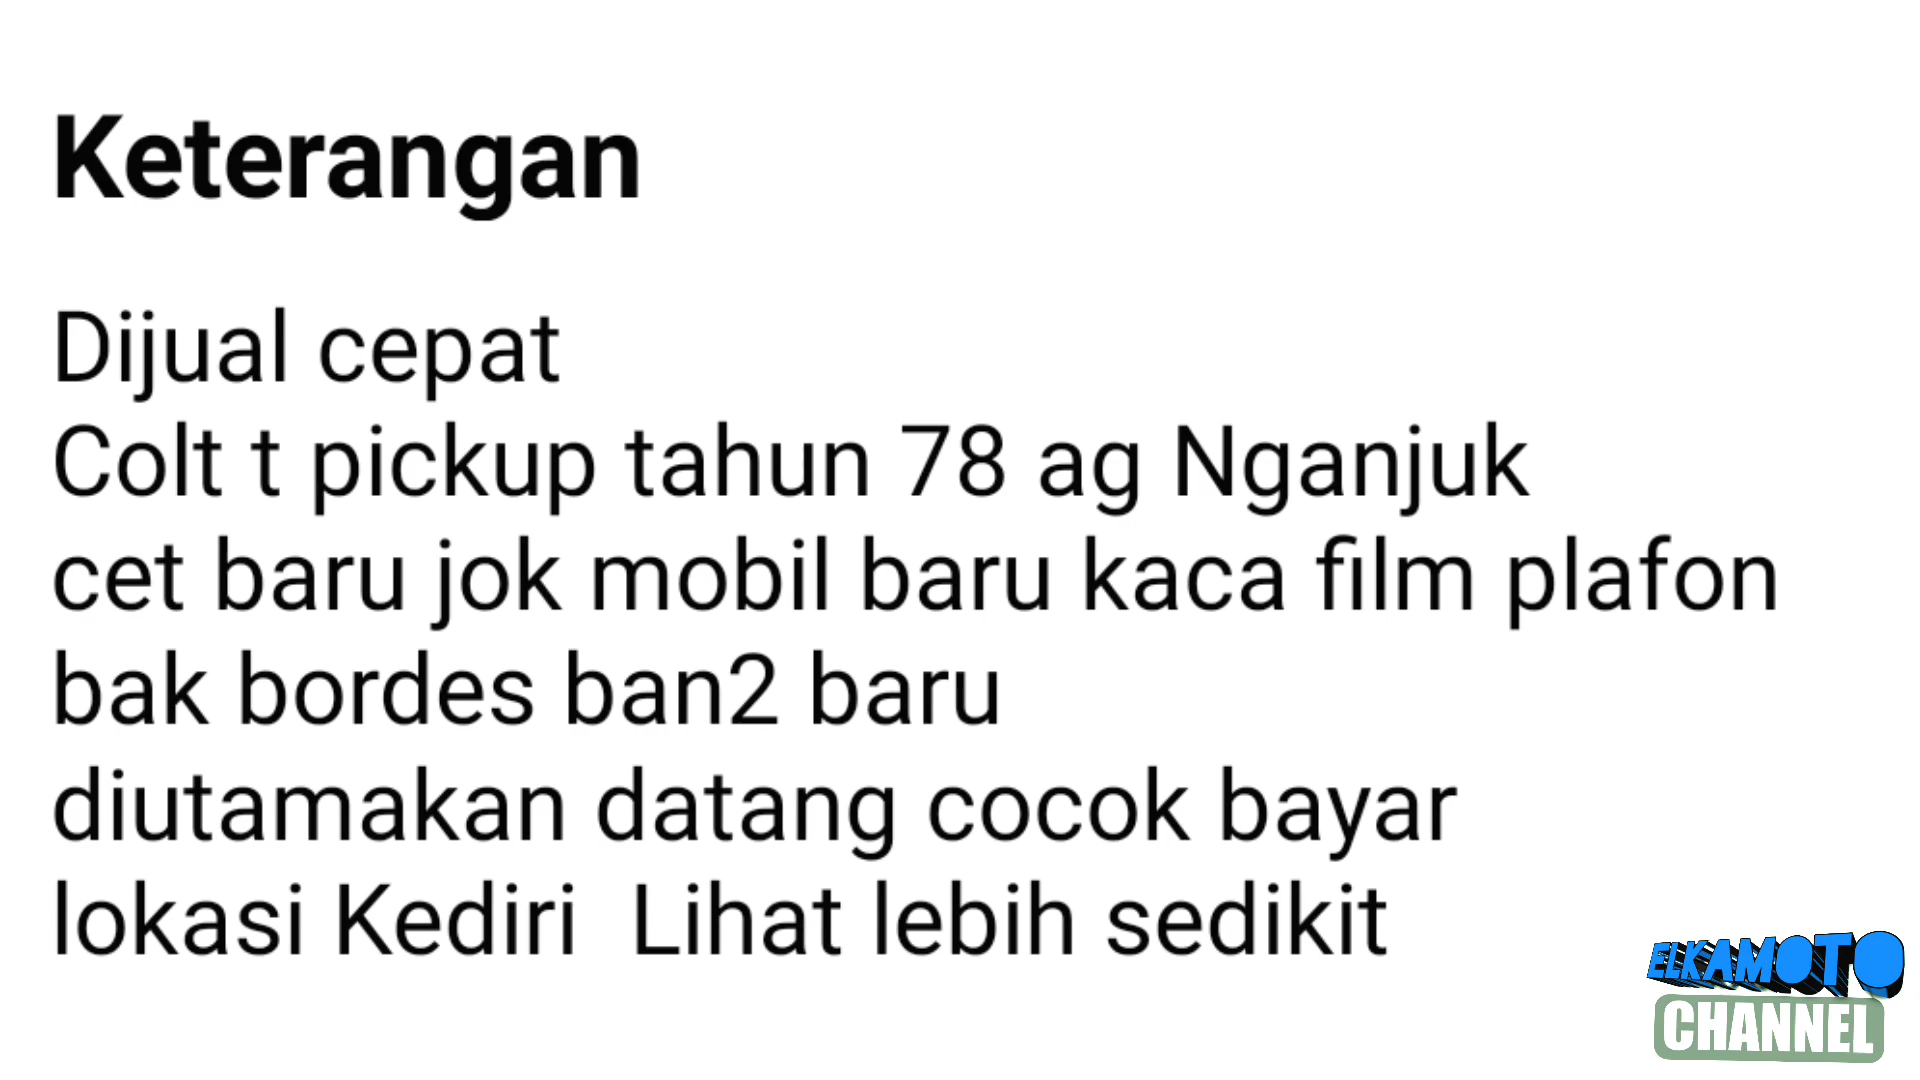 Keterangan
Dijual cepat
Colt t pickup tahun 78 ag Nganjuk
cet baru jok mobil baru kaca film plafon
bak bordes ban2 baru
diutamakan datang cocok bayar
lokasi Kediri  Lihat lebih sedikit
ELKAMOTO
CHANNEL